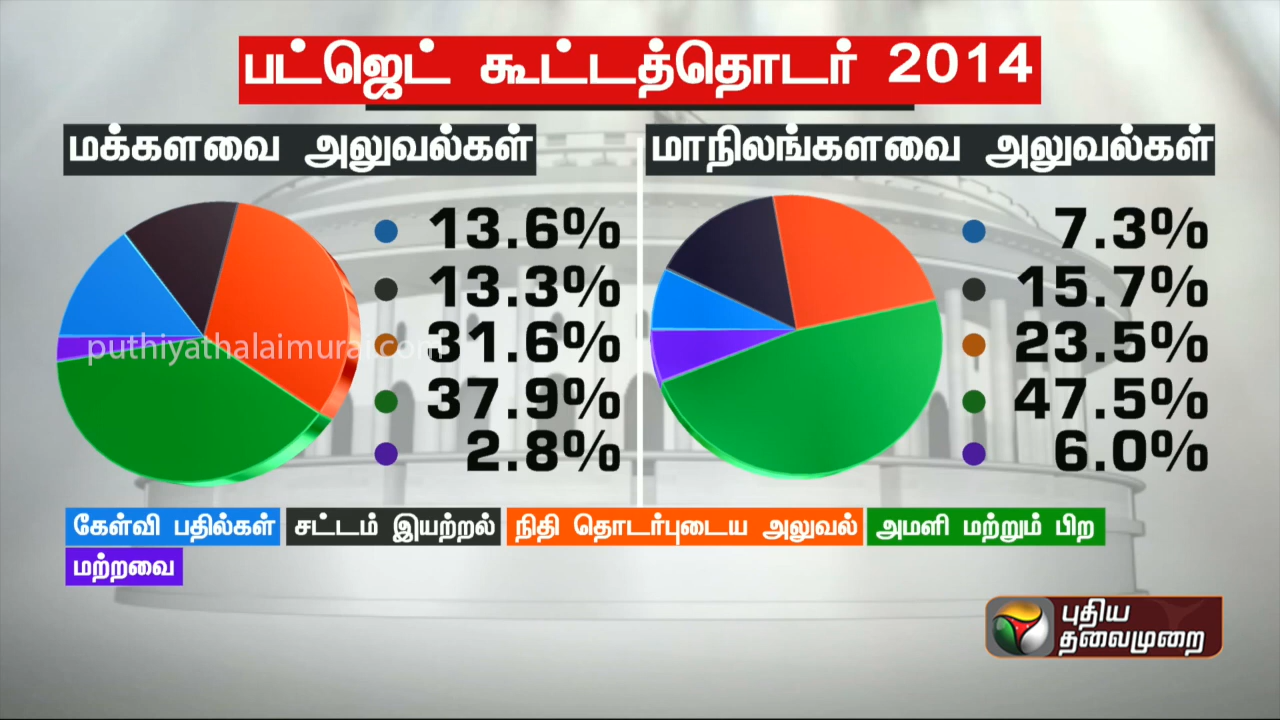 பட்ஜெட் கூட்டத்தொடர் 2014
மக்களவை அலுவல்கள்
13.6%
13.3%
31.6%
37.9%
2.8%
மாநிலங்களவை அலுவல்கள்
7.3%
15.7%
23.5%
47.5%
6.0%
puthiyathalaimurai.com
கேள்வி பதில்கள் சட்டம் இயற்றல் நிதி தொடர்புடைய அலுவல் அமளி மற்றும் பிற
மற்றவை
புதிய
தலைமுறை